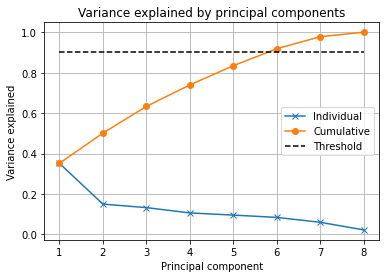 Variance explained by principal components
1.0
0.8
0.6
0.4
0.2
0.0
Variance explained
Individual
Cumulative
Threshold
1 2 3 4 5 6 7 8
Principal component